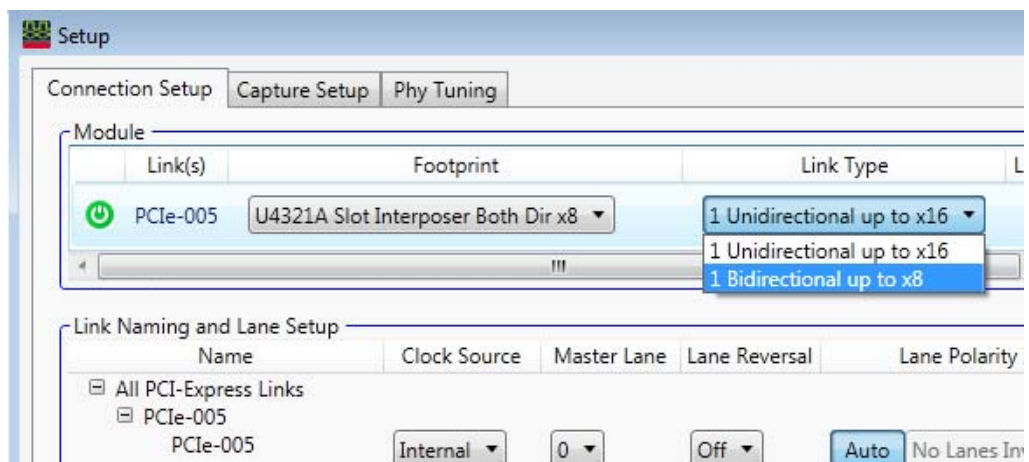 Setup
Connection Setup Capture Setup Phy Tuning
Module
Link(s) Footprint Link Type L
PCIe-005 U4321A Slot Interposer Both Dir x8 1 Unidirectional up to x16
1 Unidirectional up to x16
1 Bidirectional up to x8
Link Naming and Lane Setup
Name Clock Source Master Lane Lane Reversal Lane Polarity
All PCI-Express Links
PCIe-005
PCIe-005 Internal 0 Off Auto No Lanes Inv